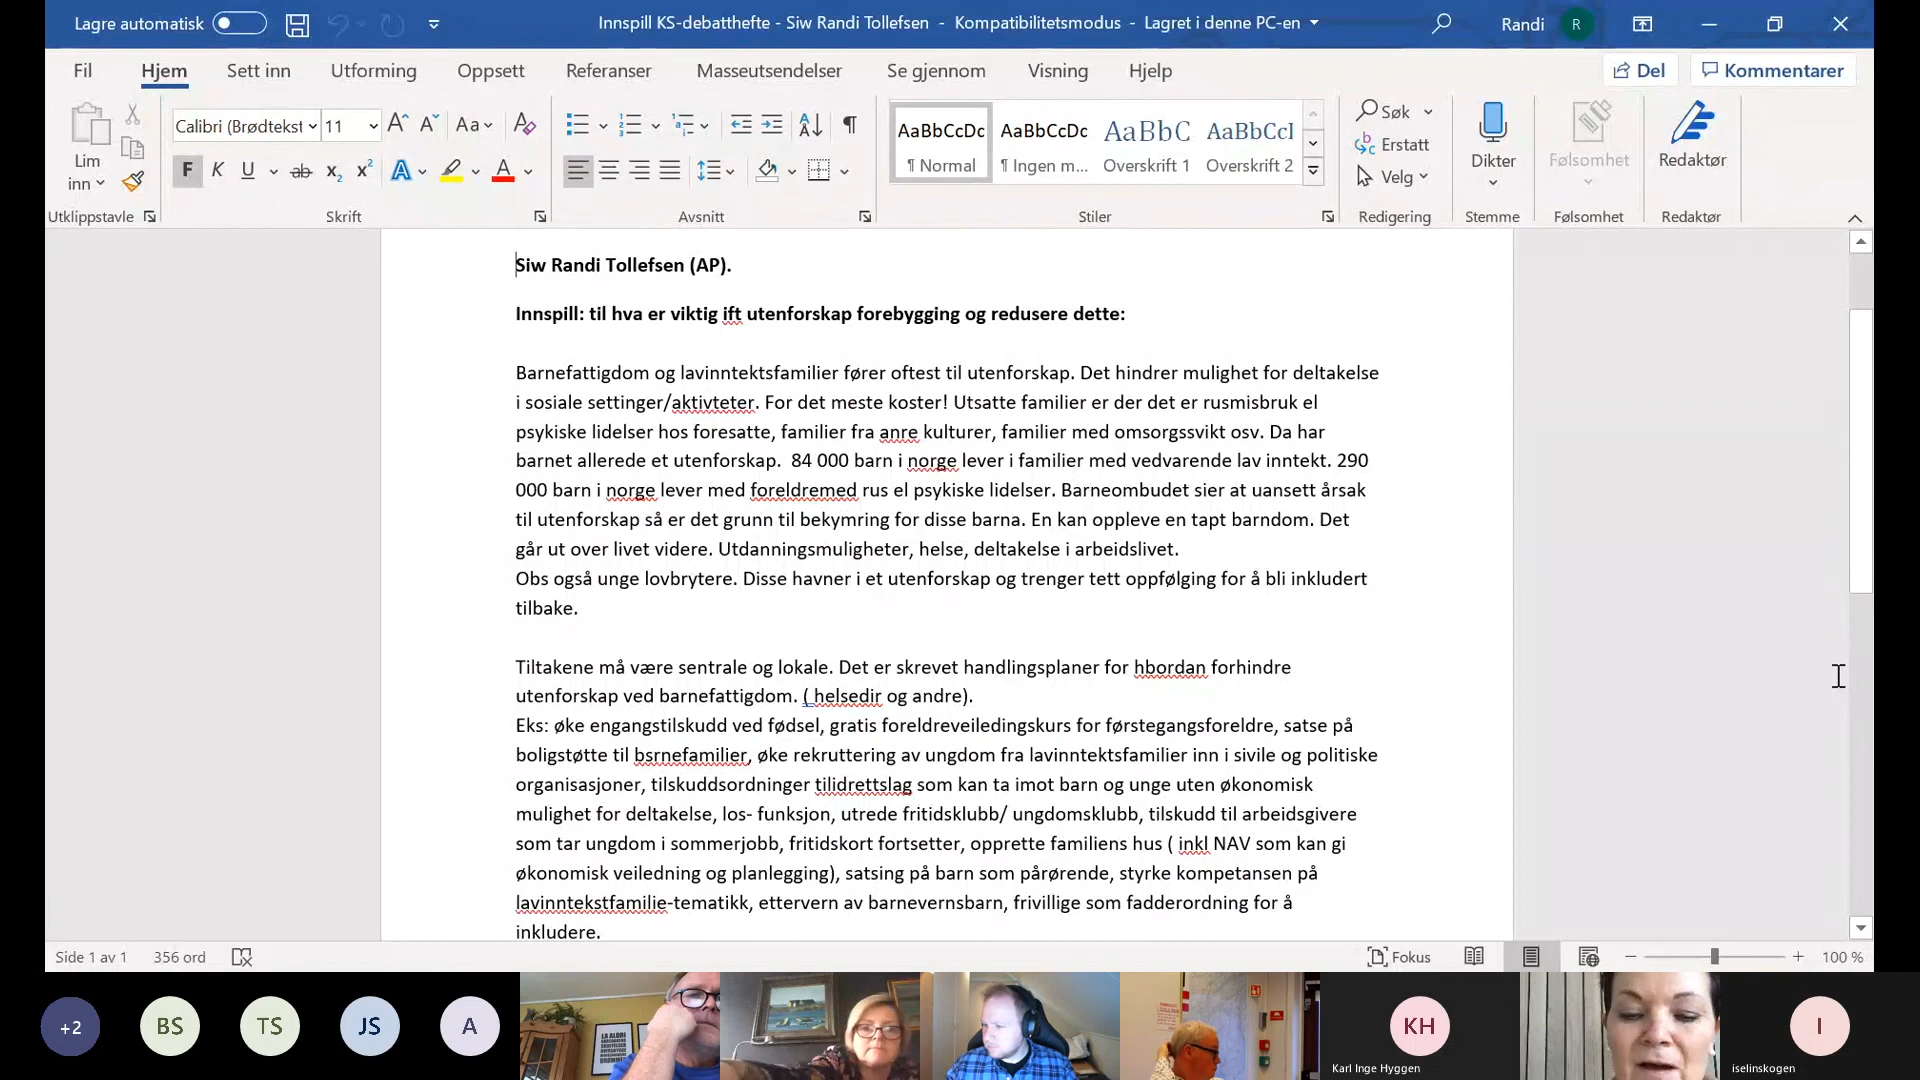 Lagre automatisk
Innspill KS-debatthefte - Siw Randi Tollefsen - Kompatibilitetsmodus - Lagret i denne PC-en
Randi R
Fil Hjem Sett inn Utforming Oppsett Referanser Masseutsendelser Se gjennom Visning Hjelp Del Kommentarer
Lim inn
Calibri (Brødtekst 11
Aa
F K U ab x₂ x² A A
AaBbCcDc AaBbCcDc AaBbC AaBbCcI
¶ Normal ¶ Ingen m... Overskrift 1 Overskrift 2
Søk
Erstatt
Velg
Dikter
Følsomhet
Redaktør
Utklippstavle Skrift Avsnitt Stiler Redigering Stemme Følsomhet Redaktør
Siw Randi Tollefsen (AP).
Innspill: til hva er viktig ift utenforskap forebygging og redusere dette:
Barnefattigdom og lavinntektsfamilier fører oftest til utenforskap. Det hindrer mulighet for deltakelse
i sosiale settinger/aktivteter. For det meste koster! Utsatte familier er der det er rusmisbruk el
psykiske lidelser hos foresatte, familier fra anre kulturer, familier med omsorgssvikt osv. Da har
barnet allerede et utenforskap.  84 000 barn i norge lever i familier med vedvarende lav inntekt. 290
000 barn i norge lever med foreldremed rus el psykiske lidelser. Barneombudet sier at uansett årsak
til utenforskap så er det grunn til bekymring for disse barna. En kan oppleve en tapt barndom. Det
går ut over livet videre. Utdanningsmuligheter, helse, deltakelse i arbeidslivet.
Obs også unge lovbrytere. Disse havner i et utenforskap og trenger tett oppfølging for å bli inkludert
tilbake.
Tiltakene må være sentrale og lokale. Det er skrevet handlingsplaner for hbordan forhindre
utenforskap ved barnefattigdom. ( helsedir og andre).
Eks: øke engangstilskudd ved fødsel, gratis foreldreveiledingskurs for førstegangsforeldre, satse på
boligstøtte til bsrnefamilier, øke rekruttering av ungdom fra lavinntektsfamilier inn i sivile og politiske
organisasjoner, tilskuddsordninger tilidrettslag som kan ta imot barn og unge uten økonomisk
mulighet for deltakelse, los- funksjon, utrede fritidsklubb/ ungdomsklubb, tilskudd til arbeidsgivere
som tar ungdom i sommerjobb, fritidskort fortsetter, opprette familiens hus ( inkl NAV som kan gi
økonomisk veiledning og planlegging), satsing på barn som pårørende, styrke kompetansen på
lavinntekstfamilie-tematikk, ettervern av barnevernsbarn, frivillige som fadderordning for å
inkludere.
Side 1 av 1 356 ord Fokus 100 %
+2 BS TS JS A KH I
Karl Inge Hyggen iselinskogen